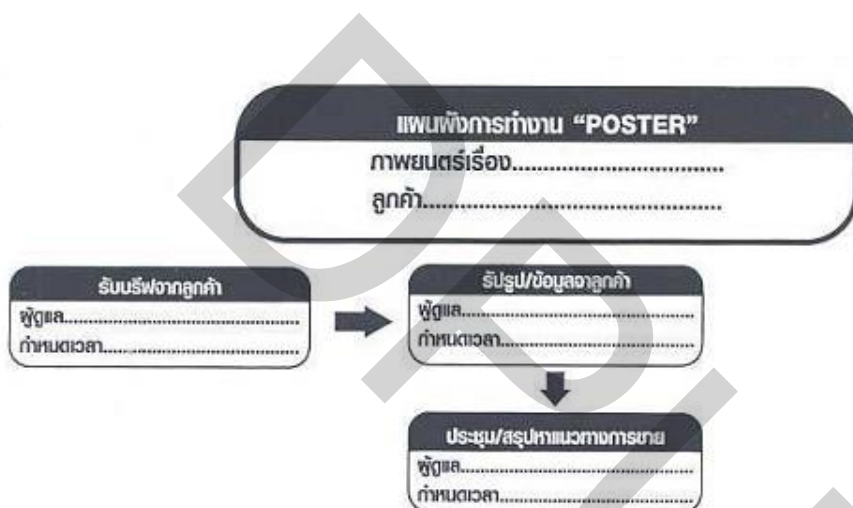 แผนผังการทำงาน “POSTER”
ภาพยนตร์เรื่อง....................................
ลูกค้า..................................................
รับบรีฟจากลูกค้า
ผู้ดูแล..................................................
กำหนดเวลา..........................................
รับรูป/ข้อมูลจาลูกค้า
ผู้ดูแล..................................................
กำหนดเวลา..........................................
ประชุม/สรุปหาแนวทางการขาย
ผู้ดูแล..................................................
กำหนดเวลา..........................................